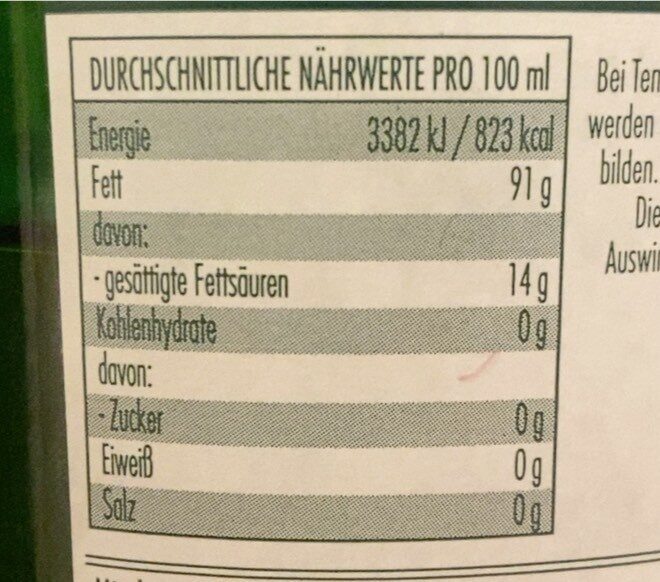 DURCHSCHNITTLICHE NÄHRWERTE PRO 100 ml
Energie 3382 kJ / 823 kcal
Fett 91 g
davon:
- gesättigte Fettsäuren 14 g
Kohlenhydrate 0 g
davon:
- Zucker 0 g
Eiweiß 0 g
Salz 0 g
Bei Tem
werden
bilden.
Die
Auswi